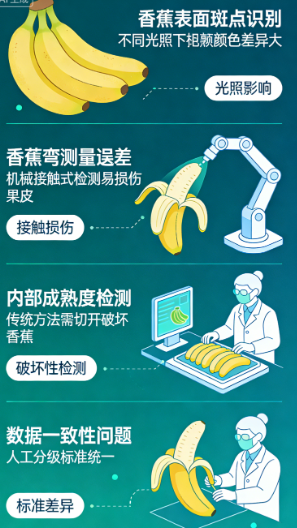 香蕉表面斑点识别
不同光照下抯颢颜色差异大
光照影响
香蕉弯测量误差
机械接触式检测易损伤
果皮
接触损伤
内部成熟度检测
传统方法需切开破坏
香蕉
破坏性检测
数据一致性问题
人工分级标准统一
标准差异